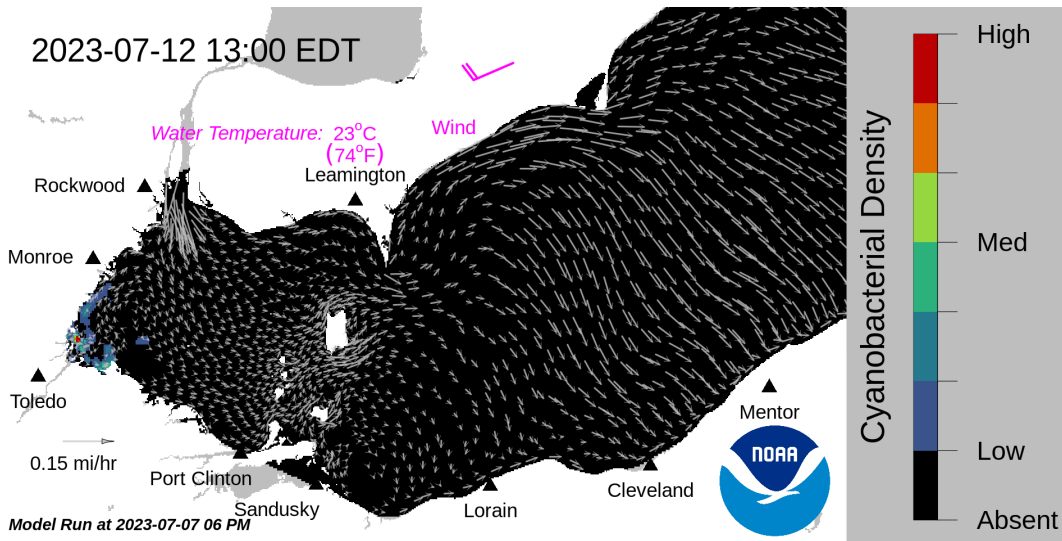 2023-07-12 13:00 EDT
Water Temperature: 23°C
(74°F)
Wind
Leamington
Rockwood
Monroe
Toledo
0.15 mi/hr
Port Clinton
Sandusky
Lorain
Cleveland
Mentor
NOAA
Model Run at 2023-07-07 06 PM
Cyanobacterial Density
High
Med
Low
Absent